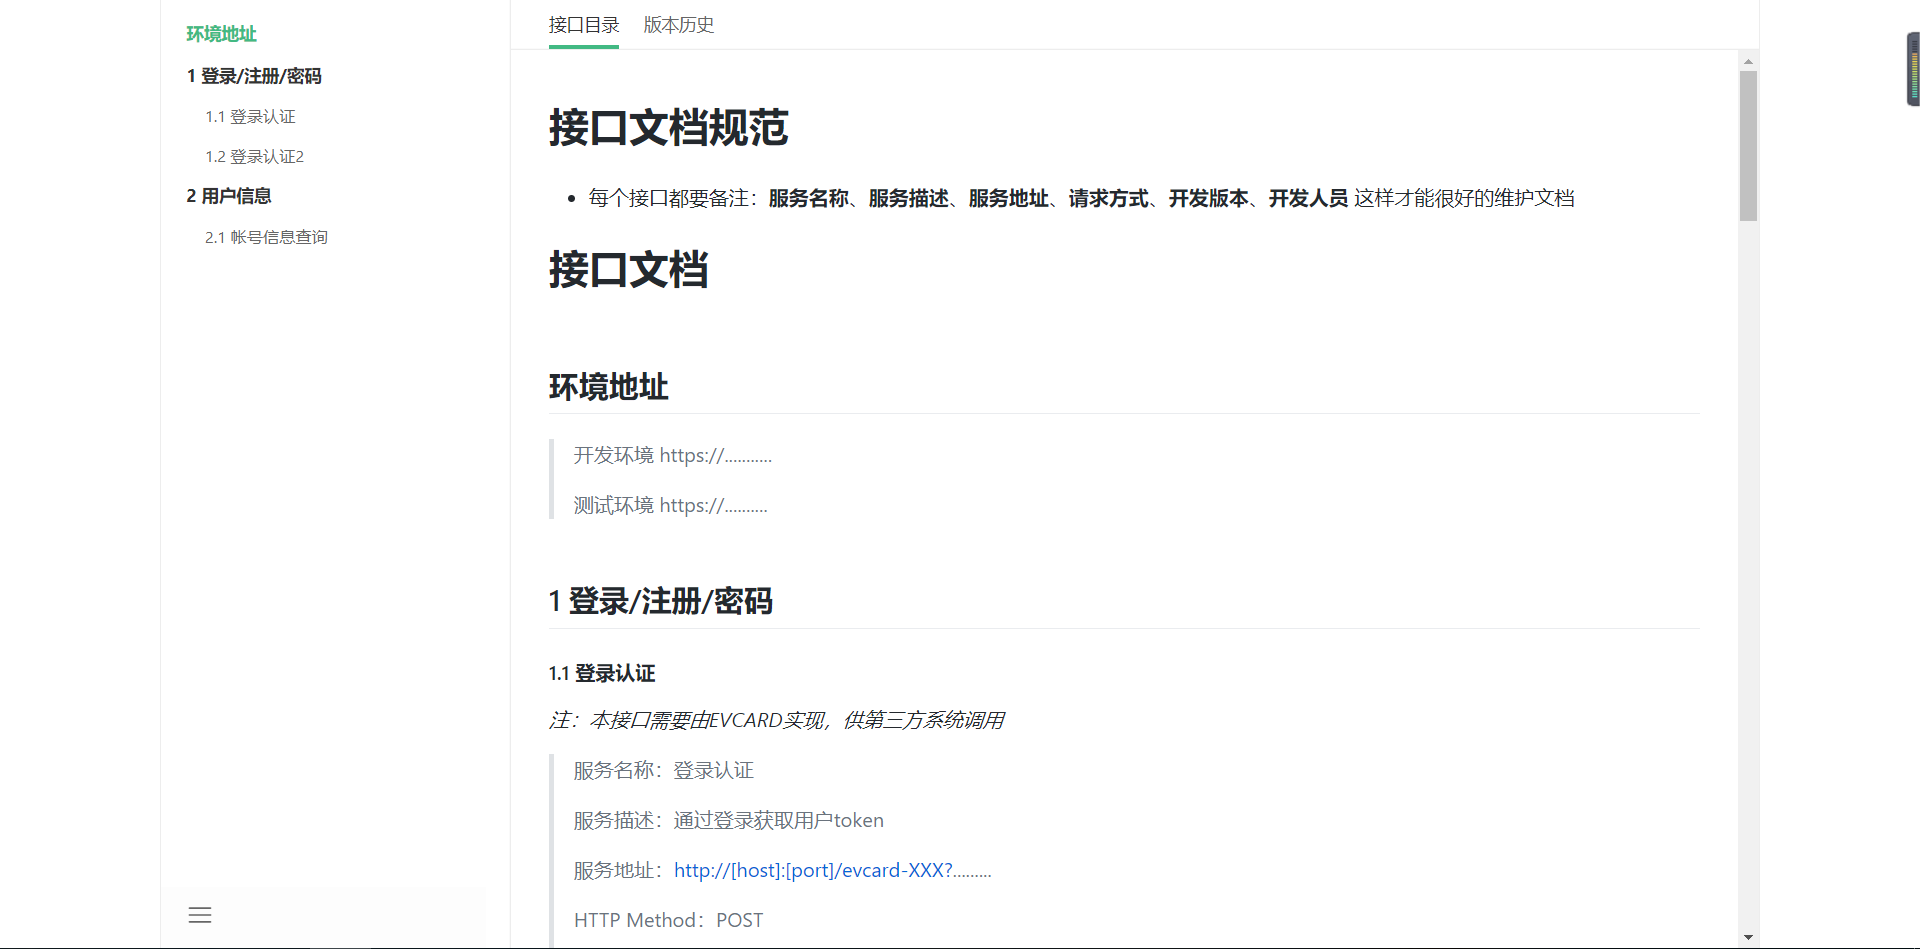 环境地址
1 登录/注册/密码
1.1 登录认证
1.2 登录认证2
2 用户信息
2.1 帐号信息查询
接口目录 版本历史
接口文档规范
• 每个接口都要备注：服务名称、服务描述、服务地址、请求方式、开发版本、开发人员 这样才能很好的维护文档
接口文档
环境地址
开发环境 https://...........
测试环境 https://..........
1 登录/注册/密码
1.1 登录认证
注：本接口需要由EVCARD实现，供第三方系统调用
服务名称：登录认证
服务描述：通过登录获取用户token
服务地址：http://[host]:[port]/evcard-XXX?.........
HTTP Method：POST